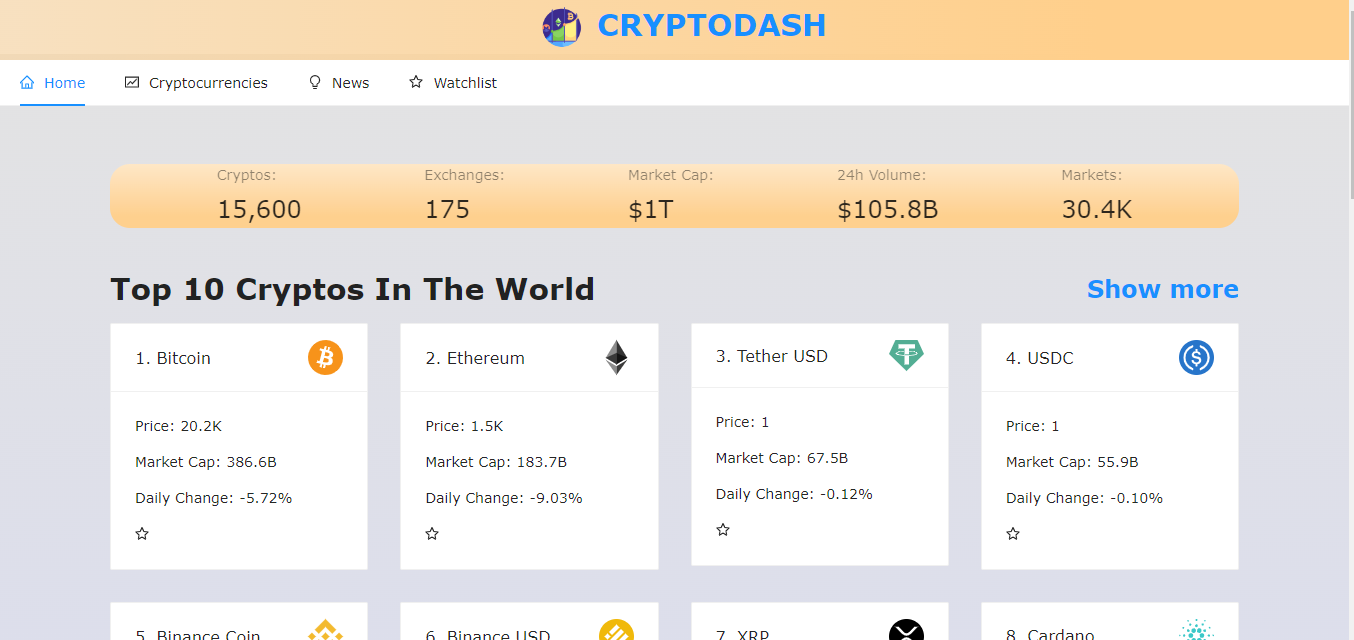 CRYPTODASH
Home Cryptocurrencies News Watchlist
Cryptos: Exchanges: Market Cap: 24h Volume: Markets:
15,600 175 $1T $105.8B 30.4K
Top 10 Cryptos In The World Show more
1. Bitcoin
Price: 20.2K
Market Cap: 386.6B
Daily Change: -5.72%
2. Ethereum
Price: 1.5K
Market Cap: 183.7B
Daily Change: -9.03%
3. Tether USD
Price: 1
Market Cap: 67.5B
Daily Change: -0.12%
4. USDC
Price: 1
Market Cap: 55.9B
Daily Change: -0.10%
5. Binance Coin
6. Binance USD
7. XRP
8. Cardano